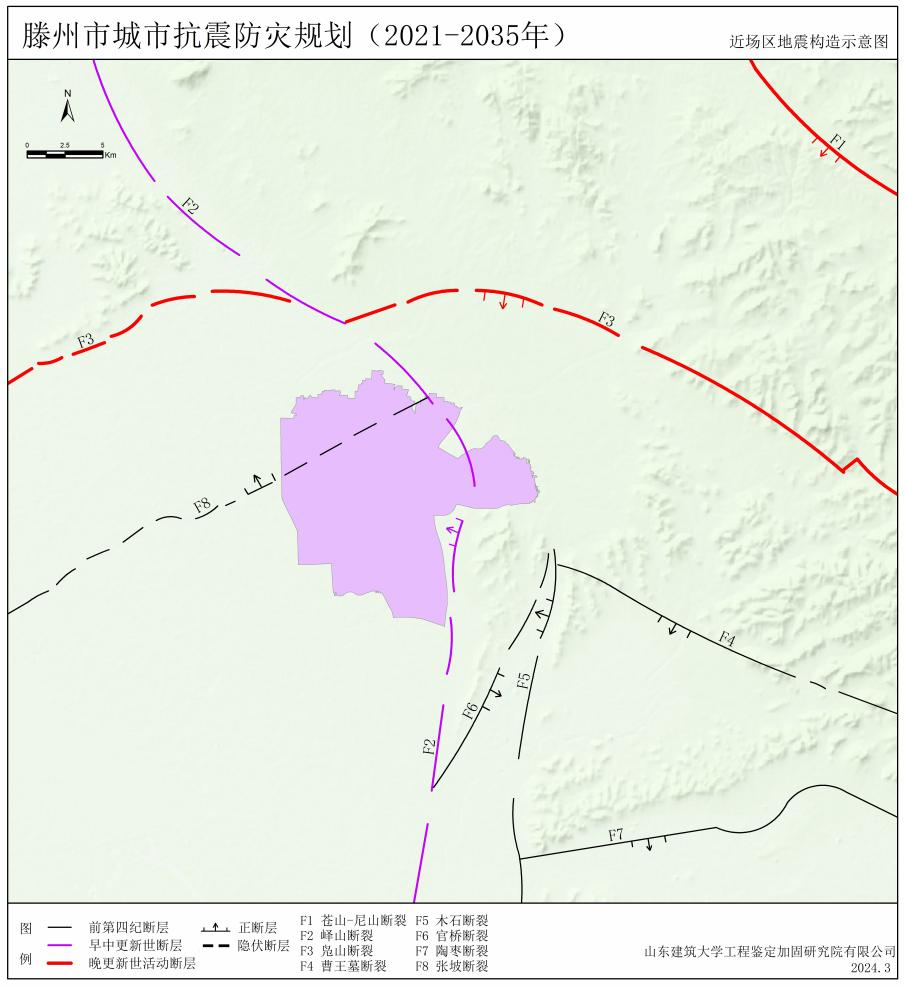 滕州市城市抗震防灾规划（2021-2035年）
近场区地震构造示意图
N
0 2.5 5
Km
F1
F2
F3
F3
F8
F4
F5
F6
F2
F7
图例
前第四纪断层
早中更新世断层
晚更新世活动断层
正断层
隐伏断层
F1 苍山-尼山断裂
F2 峄山断裂
F3 凫山断裂
F4 曹王墓断裂
F5 木石断裂
F6 官桥断裂
F7 陶枣断裂
F8 张坡断裂
山东建筑大学工程鉴定加固研究院有限公司
2024.3